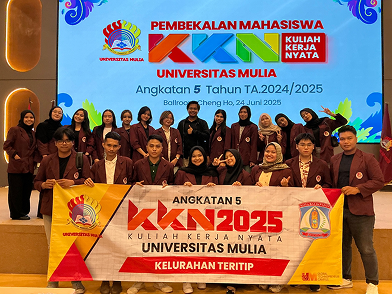 PEMBEKALAN MAHASISWA
KKN KULIAH
KERJA
NYATA
UNIVERSITAS MULIA
UNIVERSITAS MULIA
Angkatan 5 Tahun TA.2024/2025
Ballroom Cheng Ho, 24 Juni 2025
ANGKATAN 5
KKN2025
KULIAH KERJA NYATA
UNIVERSITAS MULIA
UNIVERSITAS MULIA
KELURAHAN TERITIP